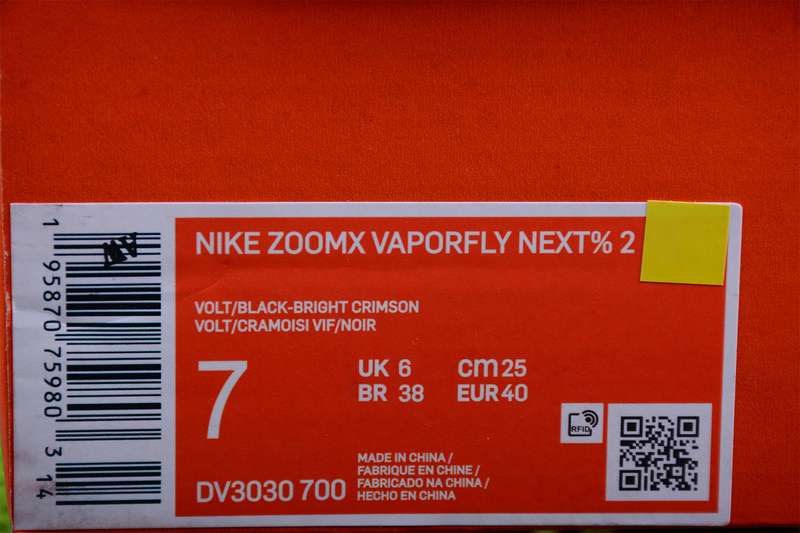 NIKE ZOOMX VAPORFLY NEXT% 2
VOLT/BLACK-BRIGHT CRIMSON
VOLT/CRAMOISI VIF/NOIR
7
UK 6 cm 25
BR 38 EUR 40
RFID
DV3030 700
MADE IN CHINA /
FABRIQUE EN CHINE /
FABRICADO NA CHINA /
HECHO EN CHINA
1 95870 75980 3 14